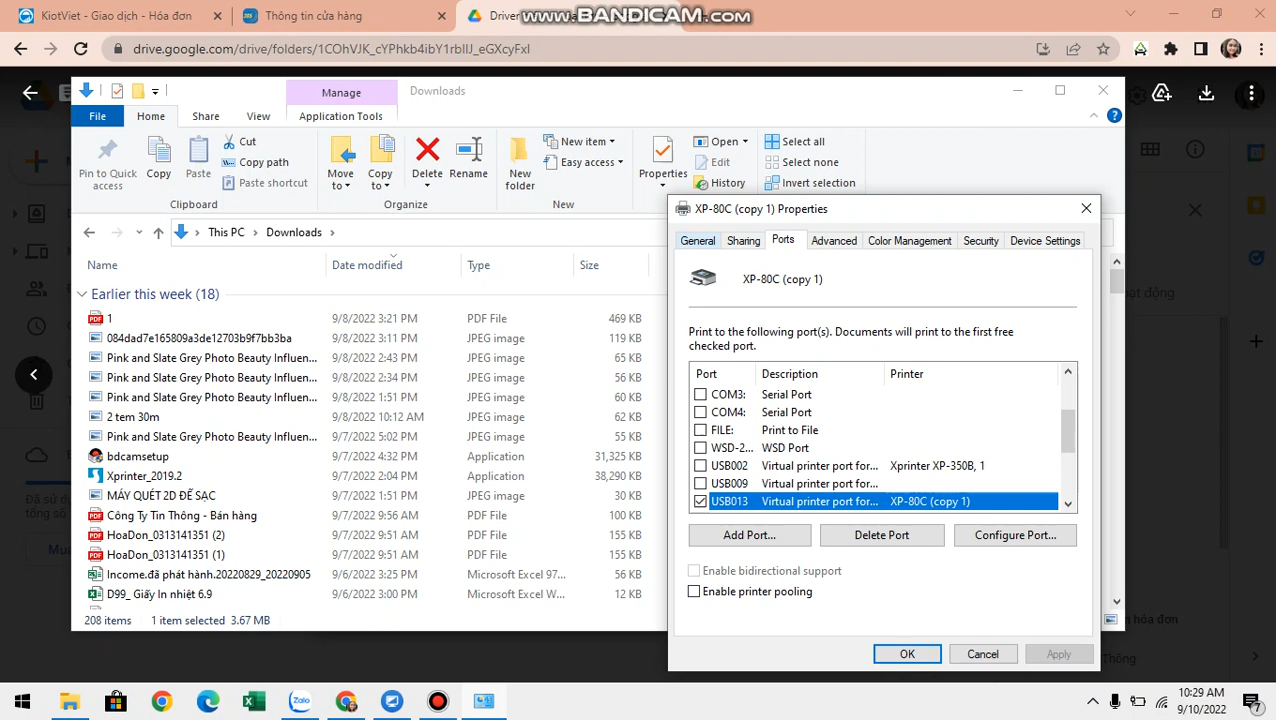 KiotViet - Giao dịch - Hóa đơn
Thông tin cửa hàng
Driver
www.BANDICAM.com
drive.google.com/drive/folders/1COhVJK_cYPhkb4ibY1rbIlJ_eGXcyFxl
Manage
Downloads
File
Home
Share
View
Application Tools
Pin to Quick access
Copy
Paste
Cut
Copy path
Paste shortcut
Clipboard
Move to
Copy to
Delete
Rename
Organize
New folder
New item
Easy access
New
Properties
Open
Edit
History
Select all
Select none
Invert selection
This PC
Downloads
Name
Date modified
Type
Size
Earlier this week (18)
1 9/8/2022 3:21 PM PDF File 469 KB
084dad7e165809a3de12703b9f7bb3ba 9/8/2022 3:11 PM JPEG image 119 KB
Pink and Slate Grey Photo Beauty Influen... 9/8/2022 2:43 PM JPEG image 65 KB
Pink and Slate Grey Photo Beauty Influen... 9/8/2022 2:34 PM JPEG image 56 KB
Pink and Slate Grey Photo Beauty Influen... 9/8/2022 1:51 PM JPEG image 60 KB
2 tem 30m 9/8/2022 10:12 AM JPEG image 62 KB
Pink and Slate Grey Photo Beauty Influen... 9/7/2022 5:02 PM JPEG image 55 KB
bdcamsetup 9/7/2022 4:32 PM Application 31,325 KB
Xprinter_2019.2 9/7/2022 2:04 PM Application 38,290 KB
MÁY QUÉT 2D ĐẾ SẠC 9/7/2022 1:51 PM JPEG image 30 KB
Công Ty Tin Thông - Bán hàng 9/7/2022 9:56 AM PDF File 100 KB
HoaDon_0313141351 (2) 9/7/2022 9:51 AM PDF File 155 KB
HoaDon_0313141351 (1) 9/7/2022 9:51 AM PDF File 155 KB
Income.đã phát hành.20220829_20220905 9/6/2022 3:25 PM Microsoft Excel 97... 56 KB
D99_ Giấy In nhiệt 6.9 9/6/2022 3:00 PM Microsoft Excel W... 12 KB
208 items 1 item selected 3.67 MB
XP-80C (copy 1) Properties
General
Sharing
Ports
Advanced
Color Management
Security
Device Settings
XP-80C (copy 1)
Print to the following port(s). Documents will print to the first free
checked port.
Port Description Printer
COM3: Serial Port
COM4: Serial Port
FILE: Print to File
WSD-2... WSD Port
USB002 Virtual printer port for... Xprinter XP-350B, 1
USB009 Virtual printer port for...
USB013 Virtual printer port for... XP-80C (copy 1)
Add Port...
Delete Port
Configure Port...
Enable bidirectional support
Enable printer pooling
OK
Cancel
Apply
Đã sử dụng
tổng số
Mu
t động
hóa đơn
Thông
Zalo
10:29 AM
9/10/2022
7